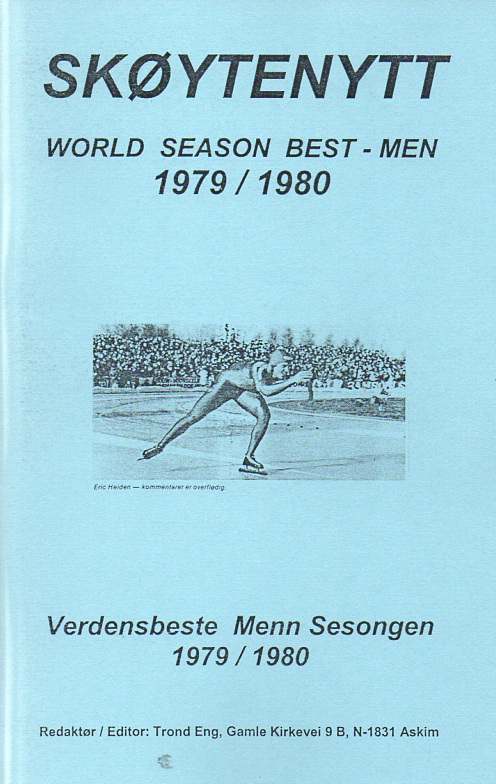 SKØYTENYTT
WORLD SEASON BEST - MEN
1979 / 1980
Eric Heiden — kommentarer er overflødig.
Verdensbeste Menn Sesongen
1979 / 1980
Redaktør / Editor: Trond Eng, Gamle Kirkevei 9 B, N-1831 Askim